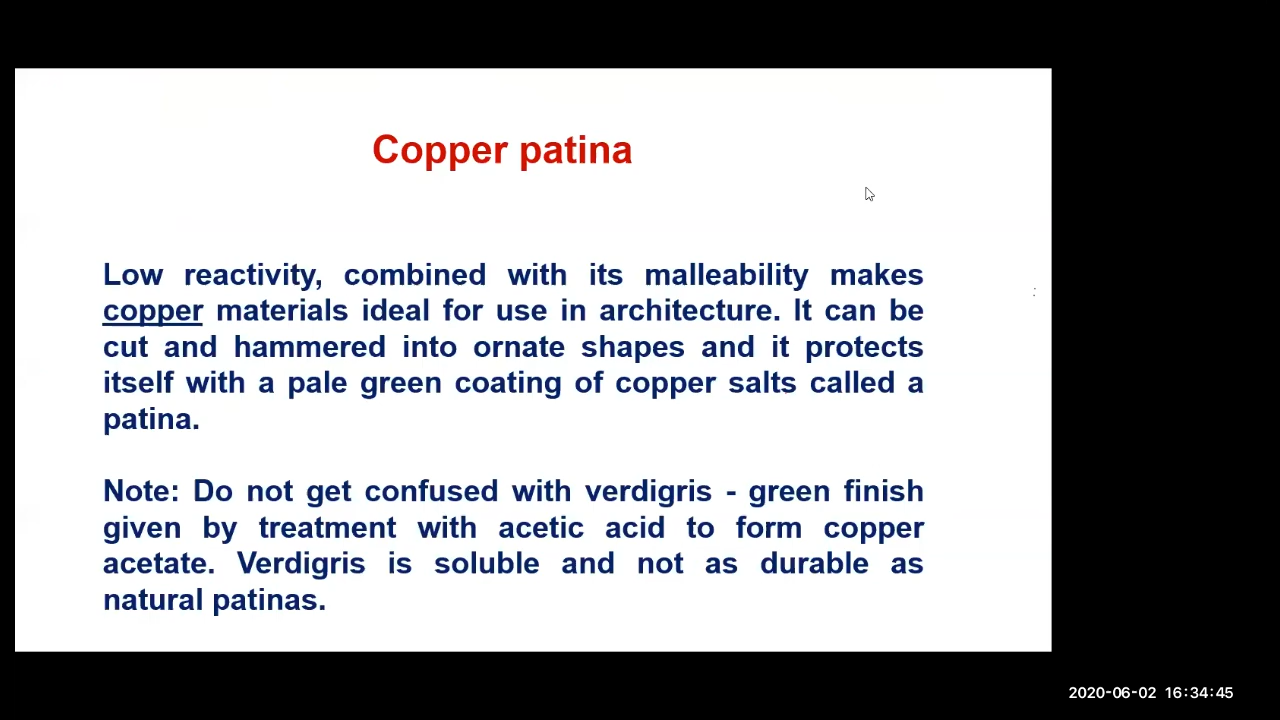 Copper patina
Low reactivity, combined with its malleability makes
copper materials ideal for use in architecture. It can be
cut and hammered into ornate shapes and it protects
itself with a pale green coating of copper salts called a
patina.
Note: Do not get confused with verdigris - green finish
given by treatment with acetic acid to form copper
acetate. Verdigris is soluble and not as durable as
natural patinas.
2020-06-02 16:34:45